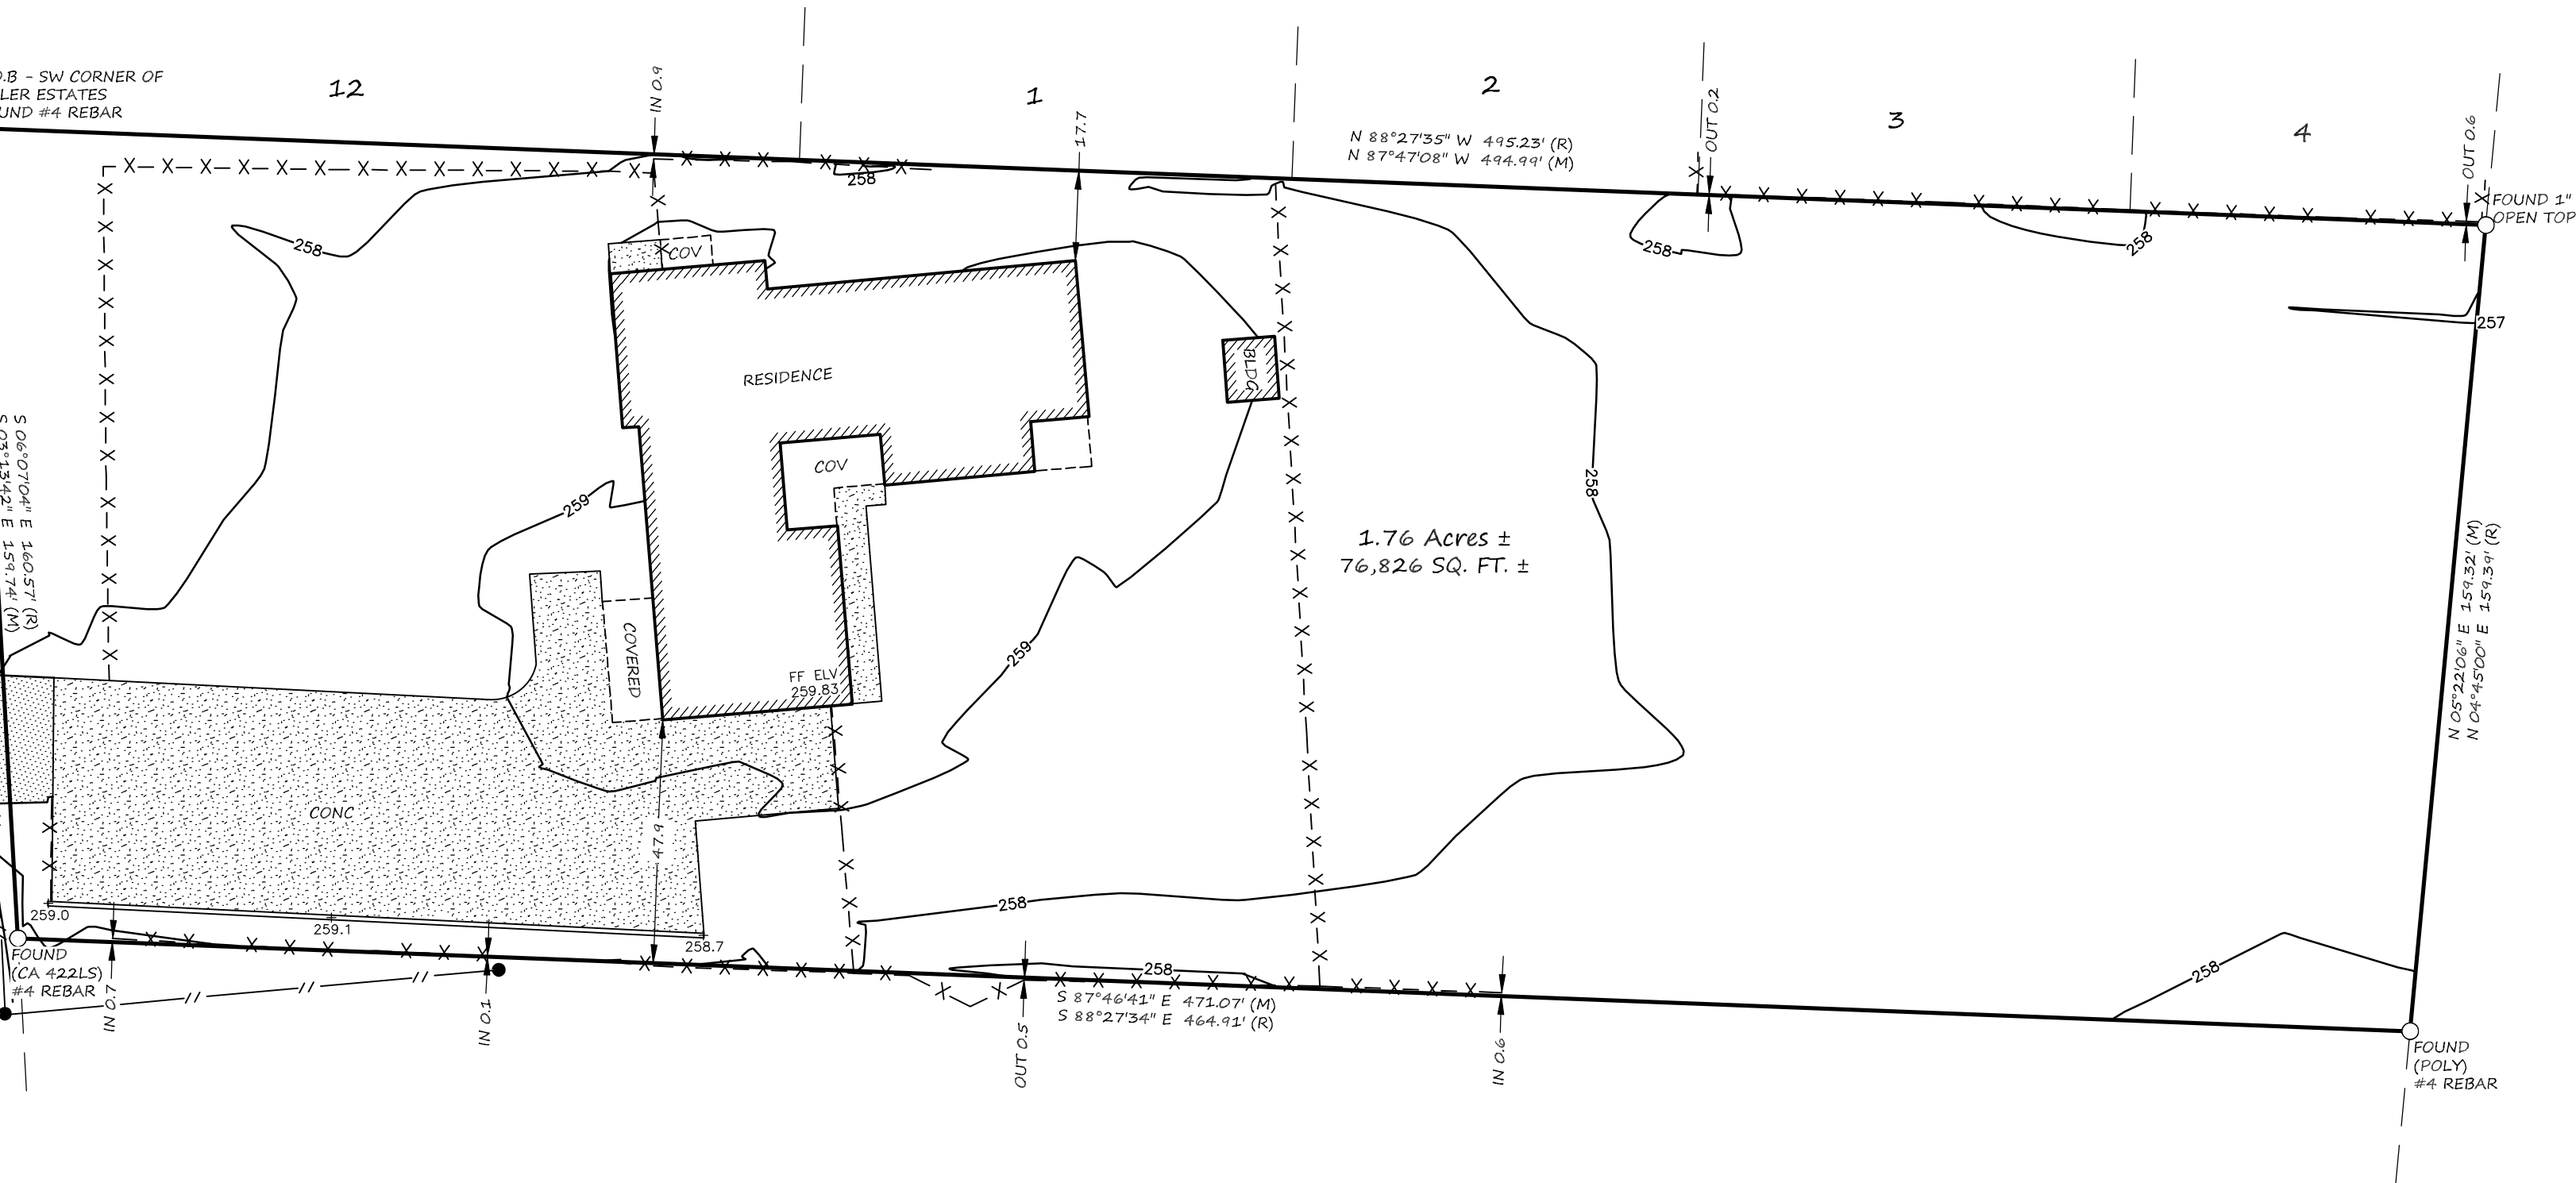 12
1
2
3
4
O.B - SW CORNER OF
LER ESTATES
UND #4 REBAR
IN 0.9
17.7
N 88°27'35" W 495.23' (R)
N 87°47'08" W 494.99' (M)
OUT 0.2
OUT 0.6
FOUND 1"
OPEN TOP
258
258
258
258
257
COV
RESIDENCE
BLDG
COV
259
258
S 06°07'04" E 160.57' (R)
S 03°13'42" E 159.74' (M)
1.76 Acres ±
76,826 SQ. FT. ±
N 05°22'06" E 159.32' (M)
N 04°45'00" E 159.39' (R)
COVERED
259
FF ELV
259.83
CONC
47.9
259.0
259.1
258.7
258
258
258
FOUND
(CA 422LS)
#4 REBAR
IN 0.7
IN 0.1
OUT 0.5
S 87°46'41" E 471.07' (M)
S 88°27'34" E 464.91' (R)
IN 0.6
FOUND
(POLY)
#4 REBAR